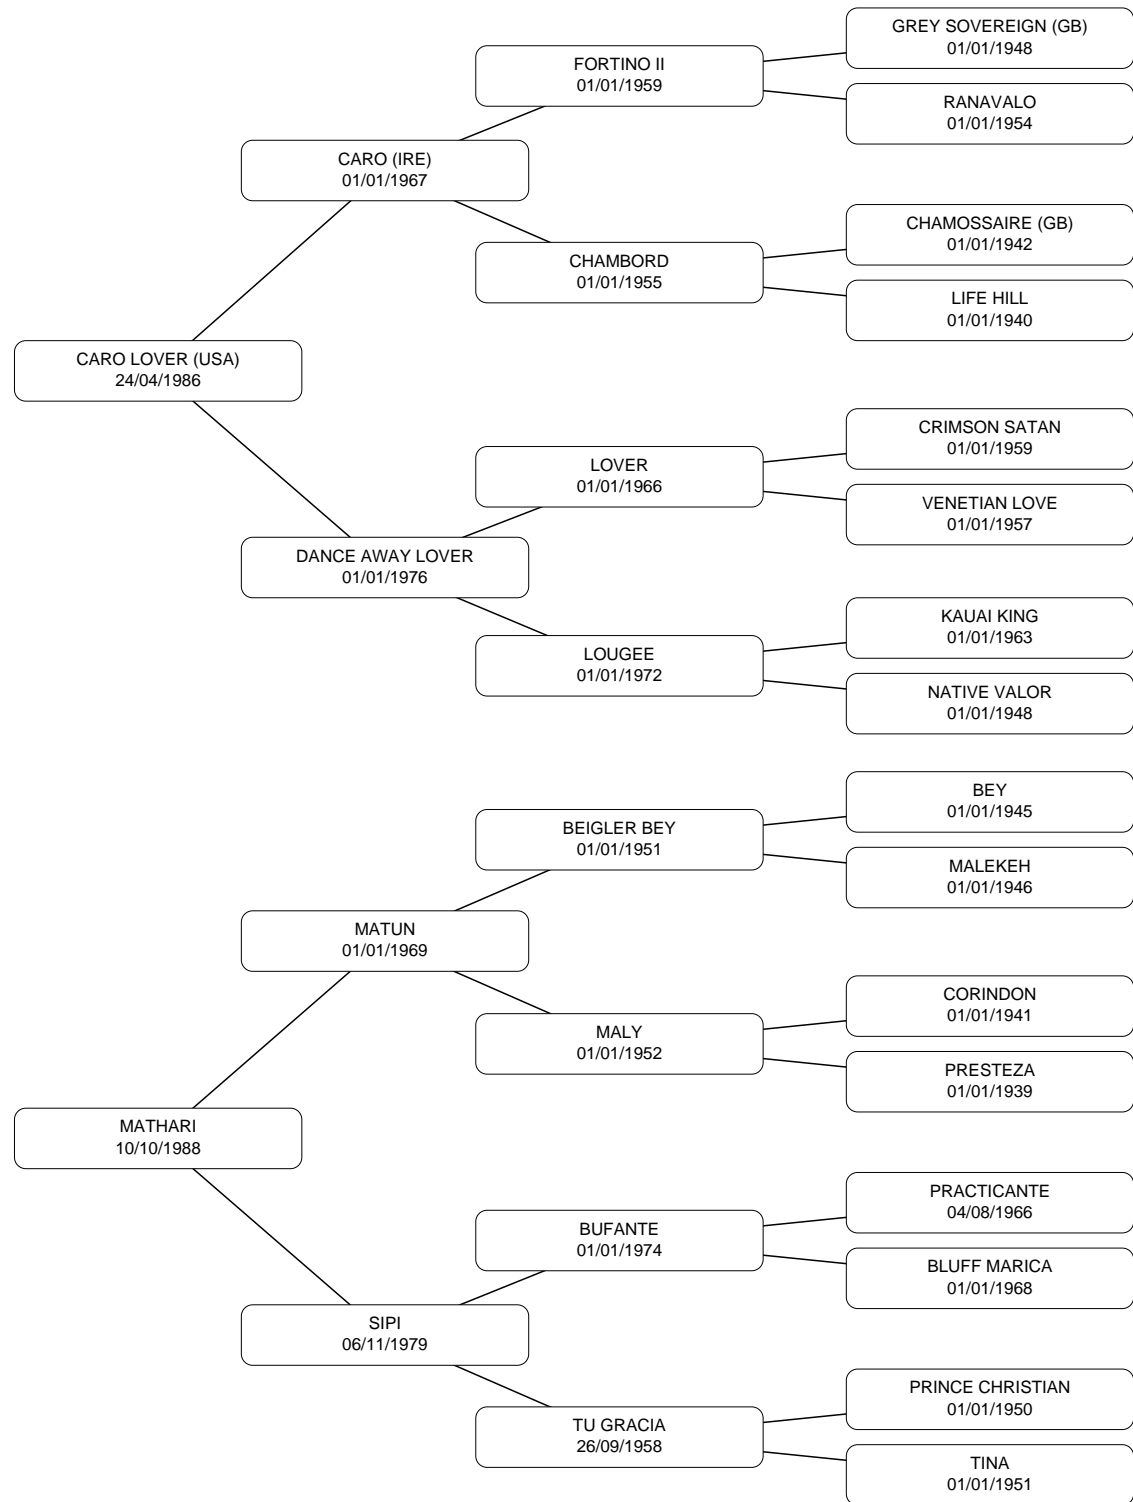 GREY SOVEREIGN (GB)
01/01/1948
FORTINO II
01/01/1959
RANAVALO
01/01/1954
CARO (IRE)
01/01/1967
CHAMOSSAIRE (GB)
01/01/1942
CHAMBORD
01/01/1955
LIFE HILL
01/01/1940
CARO LOVER (USA)
24/04/1986
CRIMSON SATAN
01/01/1959
LOVER
01/01/1966
VENETIAN LOVE
01/01/1957
DANCE AWAY LOVER
01/01/1976
KAUAI KING
01/01/1963
LOUGEE
01/01/1972
NATIVE VALOR
01/01/1948
BEY
01/01/1945
BEIGLER BEY
01/01/1951
MALEKEH
01/01/1946
MATUN
01/01/1969
CORINDON
01/01/1941
MALY
01/01/1952
PRESTEZA
01/01/1939
MATHARI
10/10/1988
PRACTICANTE
04/08/1966
BUFANTE
01/01/1974
BLUFF MARICA
01/01/1968
SIPI
06/11/1979
PRINCE CHRISTIAN
01/01/1950
TU GRACIA
26/09/1958
TINA
01/01/1951